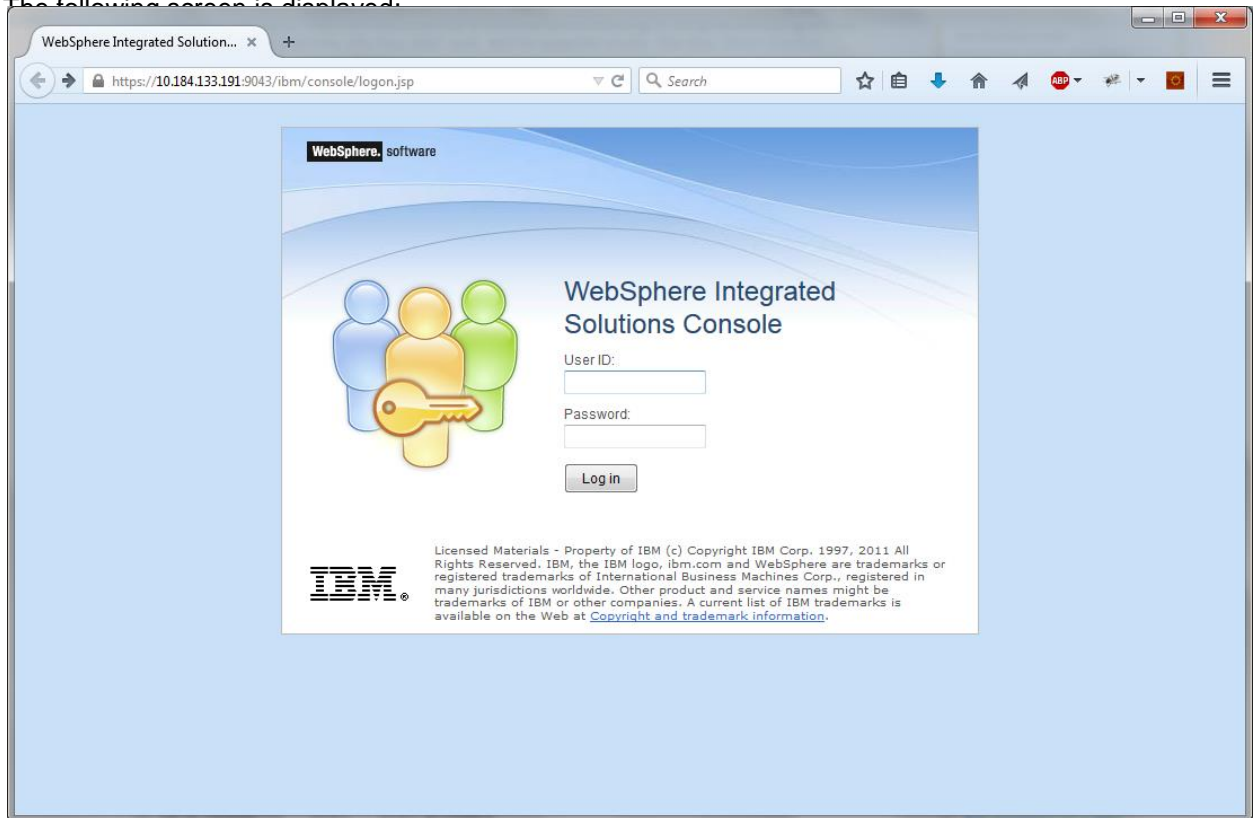 The following screen is displayed:
WebSphere Integrated Solution...
https://10.184.133.191:9043/ibm/console/logon.jsp
Search
ABP
WebSphere. software
WebSphere Integrated
Solutions Console
User ID:
Password:
Log in
IBM®
Licensed Materials - Property of IBM (c) Copyright IBM Corp. 1997, 2011 All
Rights Reserved. IBM, the IBM logo, ibm.com and WebSphere are trademarks or
registered trademarks of International Business Machines Corp., registered in
many jurisdictions worldwide. Other product and service names might be
trademarks of IBM or other companies. A current list of IBM trademarks is
available on the Web at Copyright and trademark information.